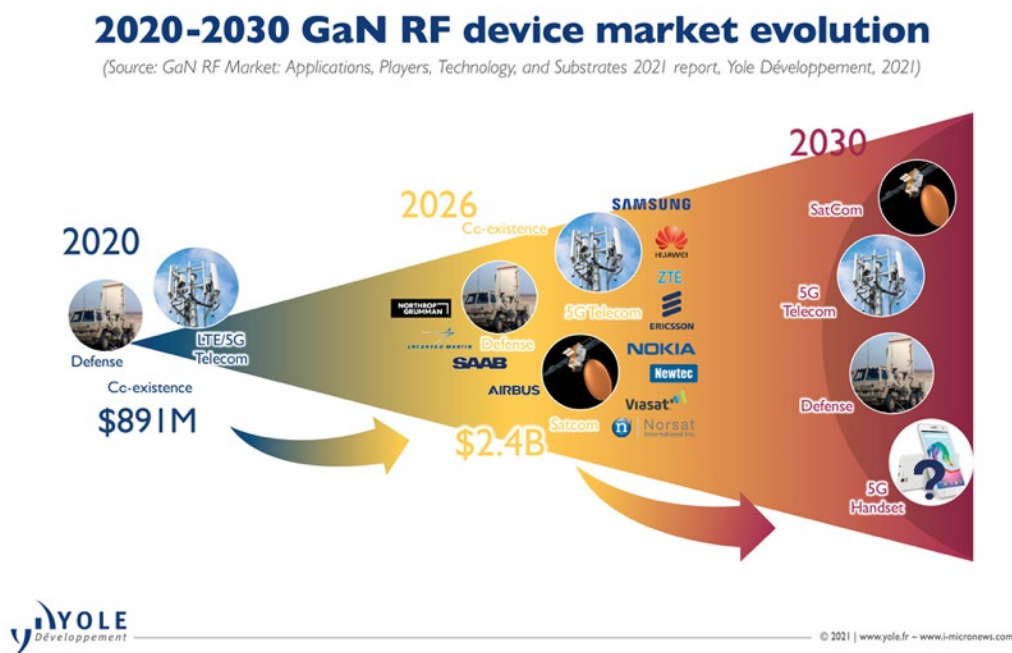 2020-2030 GaN RF device market evolution
(Source: GaN RF Market: Applications, Players, Technology, and Substrates 2021 report, Yole Développement, 2021)
2020
Defense
LTE/5G
Telecom
Co-existence
$891M
2026
Co-existence
NORTHROP
GRUMMAN
LOCKHEED MARTIN
SAAB
AIRBUS
Defense
5G Telecom
Satcom
$2.4B
SAMSUNG
HUAWEI
ZTE
ERICSSON
NOKIA
Newtec
Viasat
n
Norsat
International Inc.
2030
SatCom
5G
Telecom
Defense
5G
Handset
?
YOLE
Développement
© 2021 | www.yole.fr – www.i-micronews.com